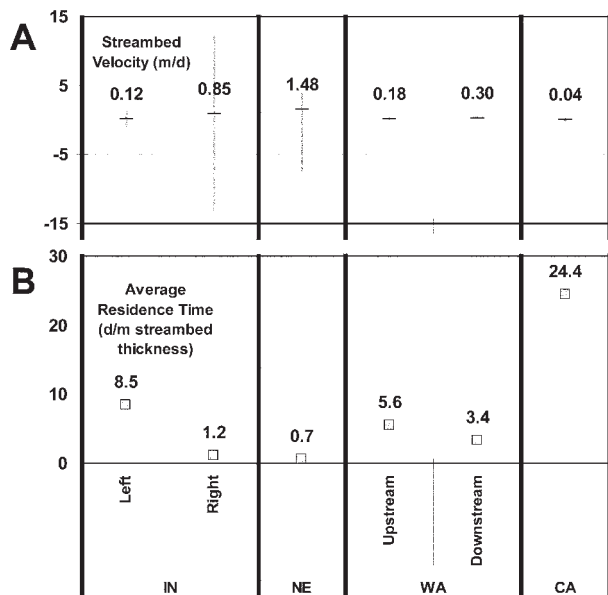 A
15
5
-5
-15
Streambed
Velocity (m/d)
0.12
0.85
1.48
0.18
0.30
0.04
B
30
20
10
0
Average
Residence Time
(d/m streambed
thickness)
8.5
1.2
0.7
5.6
3.4
24.4
Left
Right
Upstream
Downstream
IN
NE
WA
CA